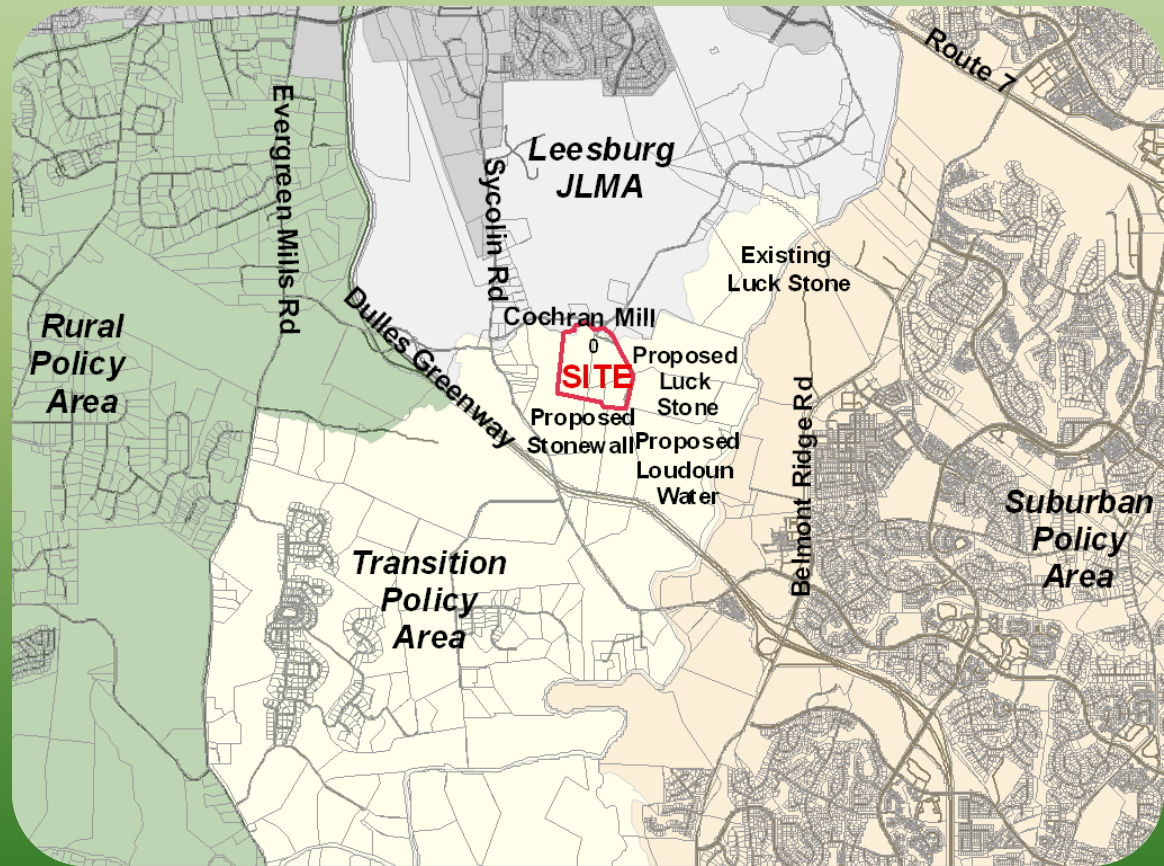 Route 7
Evergreen Mills Rd
Sycolin Rd
Leesburg
JLMA
Existing
Luck Stone
Dulles Greenway
Cochran Mill
0
SITE
Rural
Policy
Area
Proposed
Luck
Stone
Proposed
Stonewall
Proposed
Loudoun
Water
Belmont Ridge Rd
Suburban
Policy
Area
Transition
Policy
Area